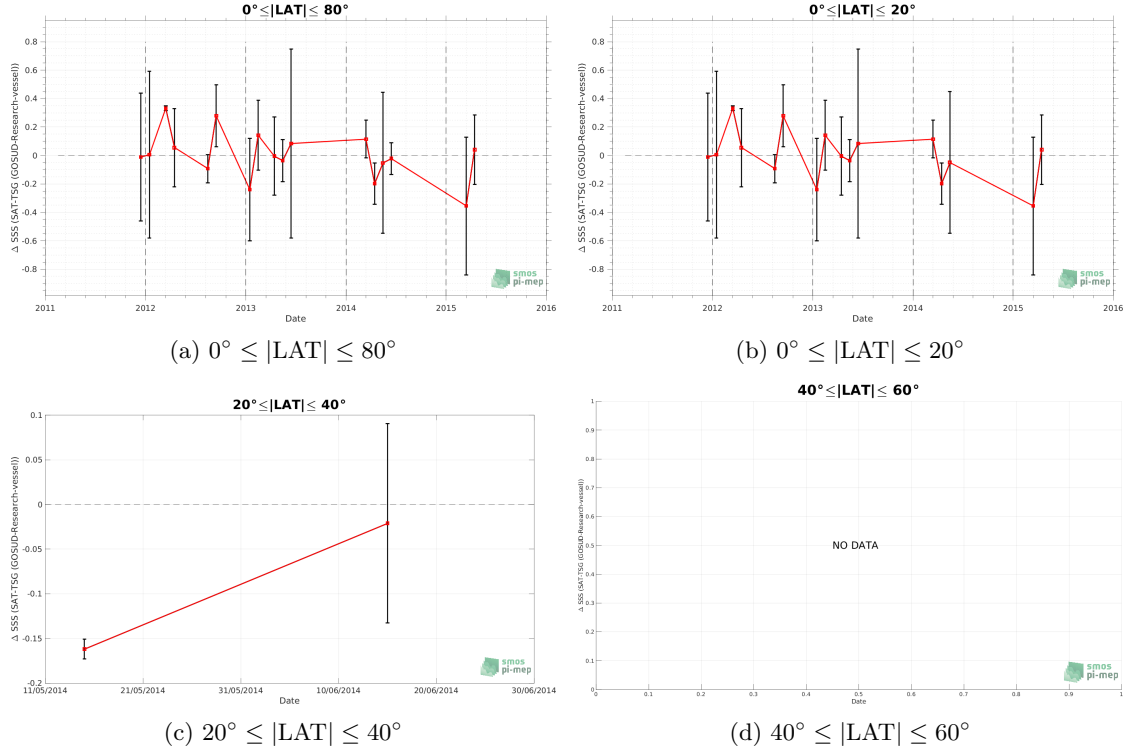 0°≤|LAT|≤ 80°
Δ SSS (SAT-TSG (GOSUD-Research-vessel))
0.8
0.6
0.4
0.2
0
-0.2
-0.4
-0.6
-0.8
2011 2012 2013 2014 2015 2016
Date
smos
pi-mep
(a) 0° ≤ |LAT| ≤ 80°
0°≤|LAT|≤ 20°
Δ SSS (SAT-TSG (GOSUD-Research-vessel))
0.8
0.6
0.4
0.2
0
-0.2
-0.4
-0.6
-0.8
2011 2012 2013 2014 2015 2016
Date
smos
pi-mep
(b) 0° ≤ |LAT| ≤ 20°
20°≤|LAT|≤ 40°
Δ SSS (SAT-TSG (GOSUD-Research-vessel))
0.1
0.05
0
-0.05
-0.1
-0.15
-0.2
11/05/2014 21/05/2014 31/05/2014 10/06/2014 20/06/2014 30/06/2014
Date
smos
pi-mep
(c) 20° ≤ |LAT| ≤ 40°
40°≤|LAT|≤ 60°
Δ SSS (SAT-TSG (GOSUD-Research-vessel))
1
0.9
0.8
0.7
0.6
0.5
0.4
0.3
0.2
0.1
0
NO DATA
0 0.1 0.2 0.3 0.4 0.5 0.6 0.7 0.8 0.9 1
Date
smos
pi-mep
(d) 40° ≤ |LAT| ≤ 60°